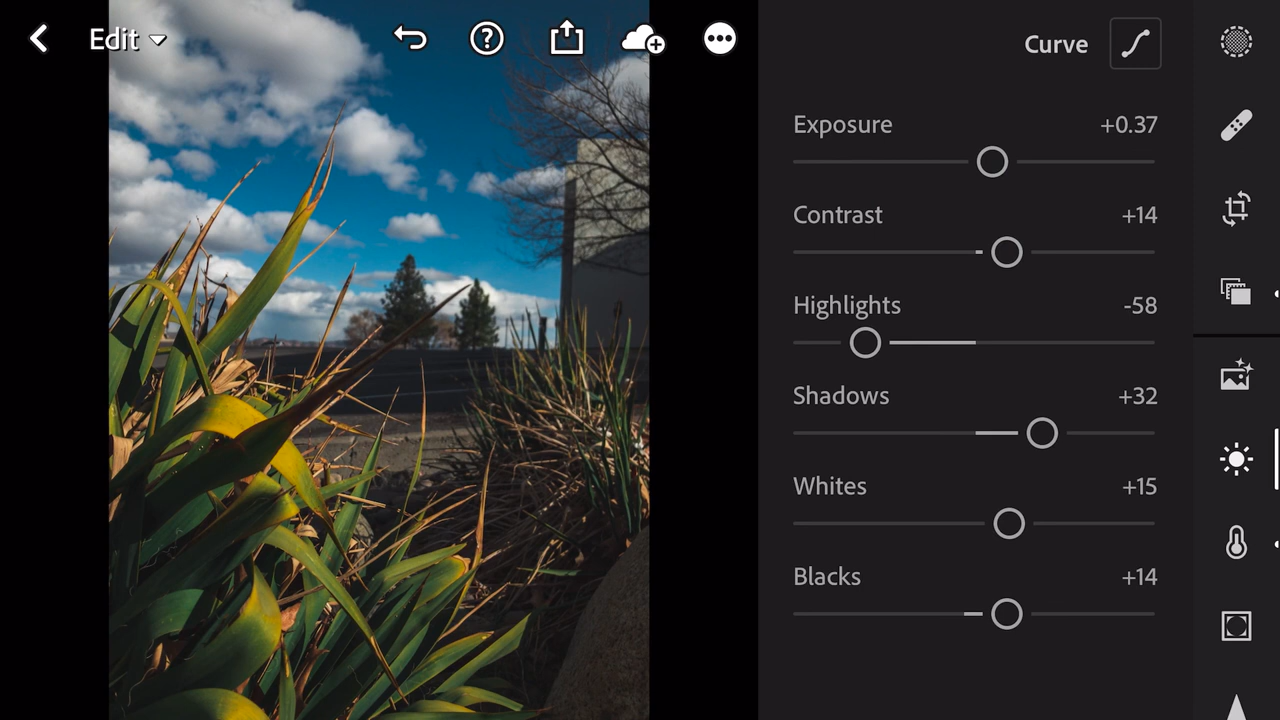 Edit
Curve
Exposure +0.37
Contrast +14
Highlights -58
Shadows +32
Whites +15
Blacks +14